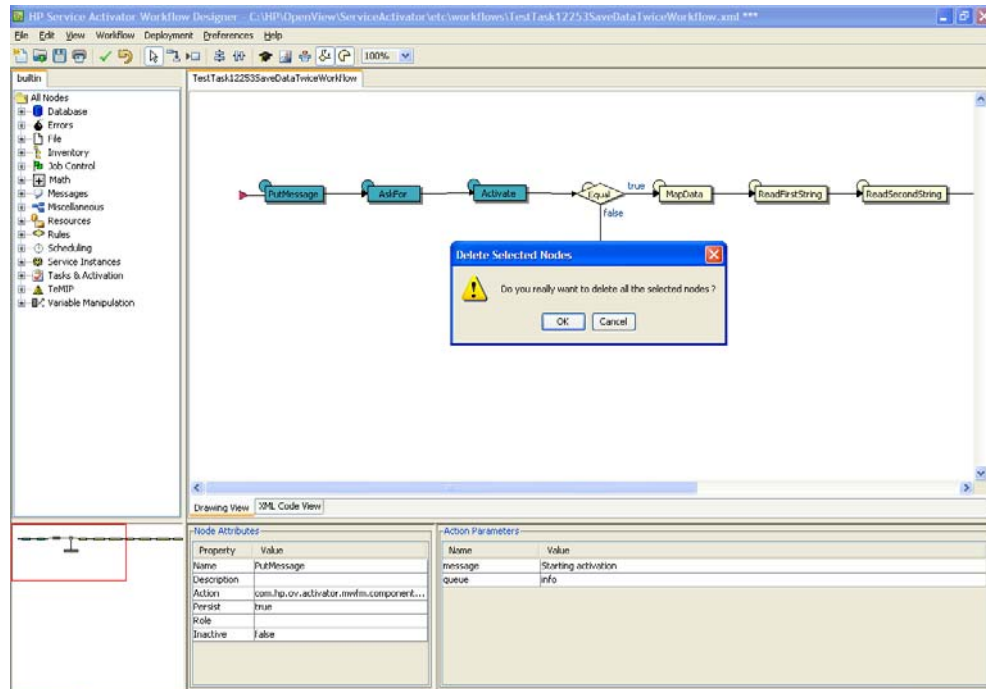 HP Service Activator Workflow Designer - C:\HP\OpenView\ServiceActivator\etc\workflows\TestTask12253SaveDataTwiceWorkflow.xml ***
File Edit View Workflow Deployment Preferences Help
100%
builtin
TestTask12253SaveDataTwiceWorkflow
All Nodes
Database
Errors
File
Inventory
Job Control
Math
Messages
Miscellaneous
Resources
Rules
Scheduling
Service Instances
Tasks & Activation
TeMIP
Variable Manipulation
PutMessage
AskFor
Activate
Equal
true
false
MapData
ReadFirstString
ReadSecondString
Delete Selected Nodes
Do you really want to delete all the selected nodes ?
OK Cancel
Drawing View XML Code View
Node Attributes
Property Value
Name PutMessage
Description
Action com.hp.ov.activator.mwfm.component...
Persist true
Role
Inactive false
Action Parameters
Name Value
message Starting activation
queue info